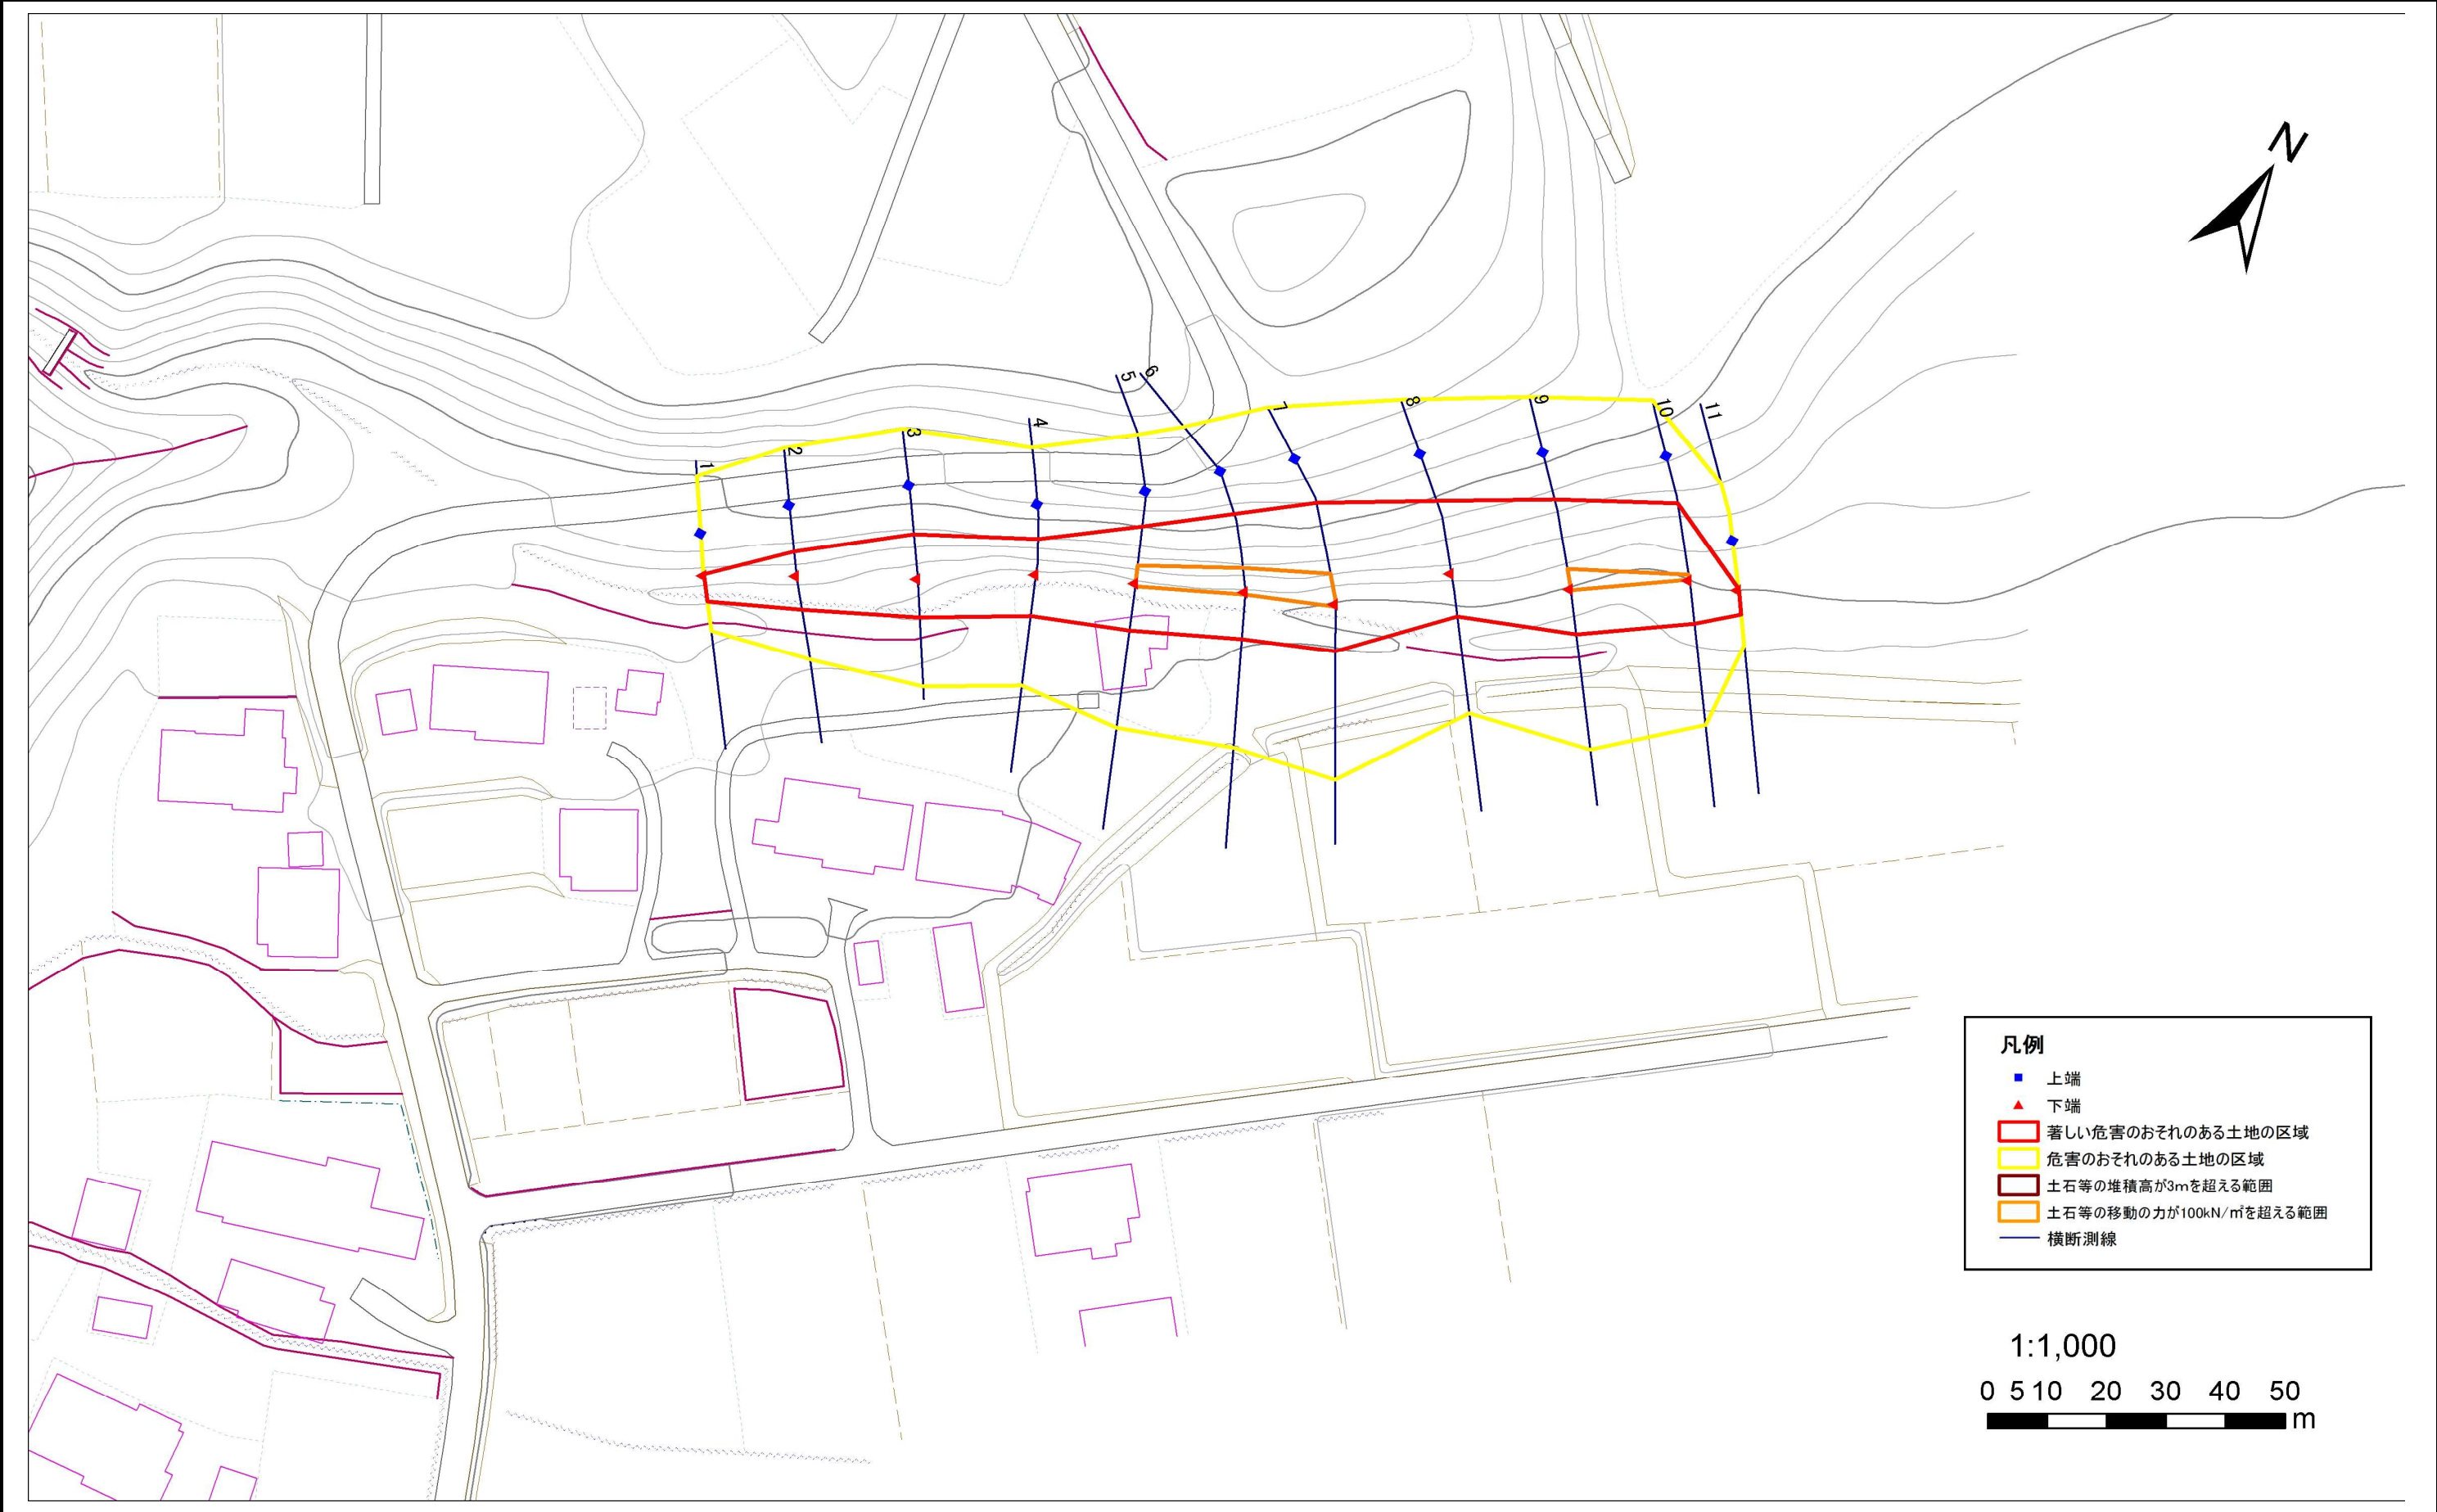 N
1
2
3
4
5
6
7
8
9
10
11
凡例
上端
下端
著しい危害のおそれのある土地の区域
危害のおそれのある土地の区域
土石等の堆積高が3mを超える範囲
土石等の移動の力が100kN/㎡を超える範囲
横断測線
1:1,000
0 5 10 20 30 40 50
m